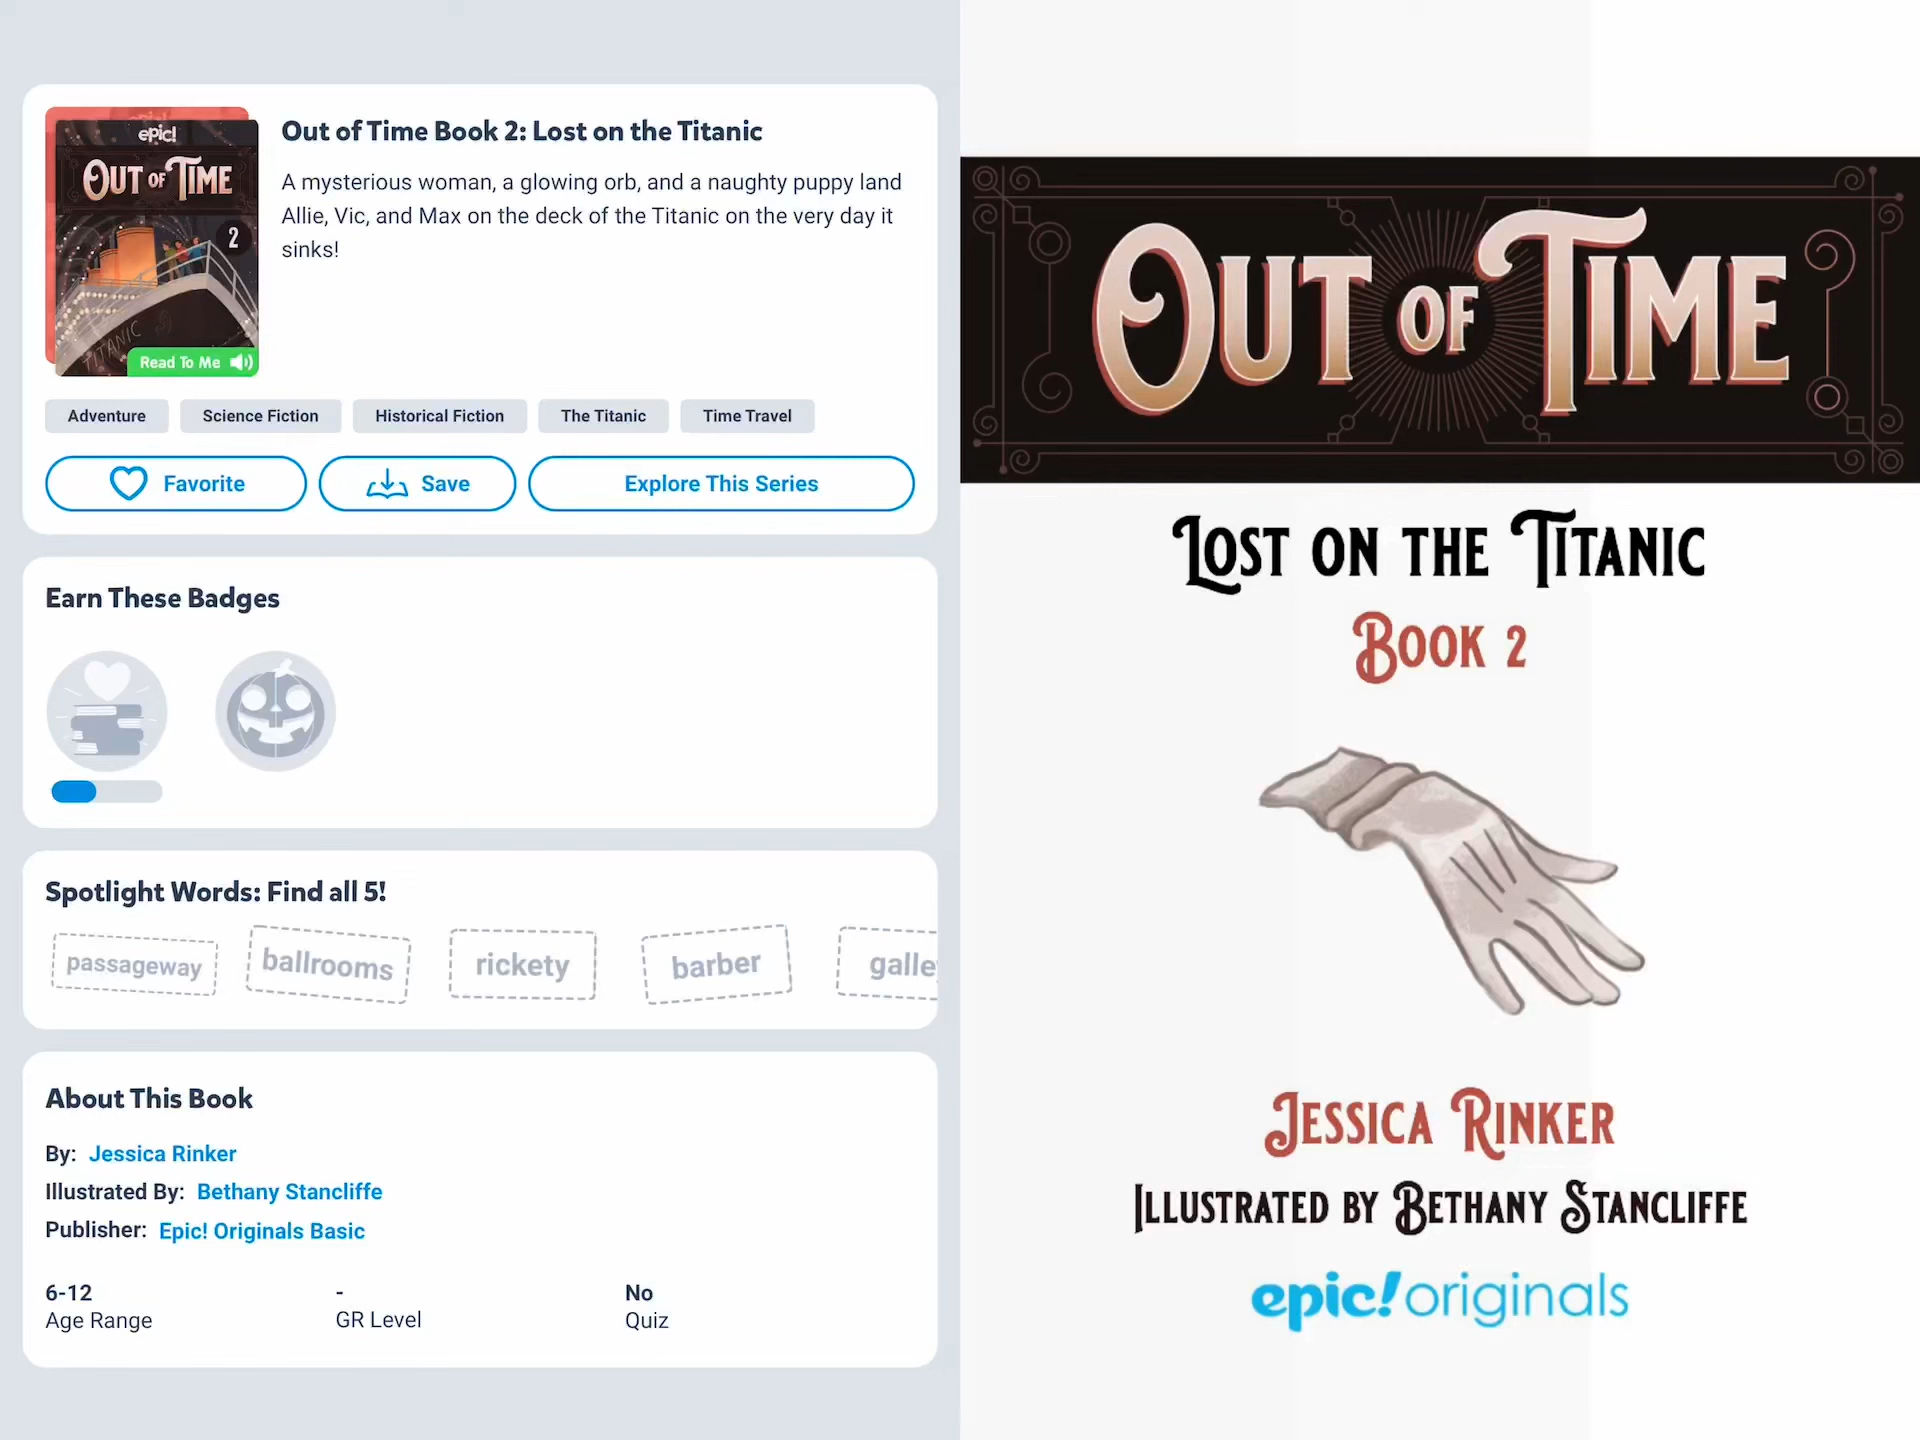 epic!
OUT OF TIME
2
TITANIC
Read To Me
Out of Time Book 2: Lost on the Titanic
A mysterious woman, a glowing orb, and a naughty puppy land
Allie, Vic, and Max on the deck of the Titanic on the very day it
sinks!
Adventure
Science Fiction
Historical Fiction
The Titanic
Time Travel
Favorite
Save
Explore This Series
Earn These Badges
Spotlight Words: Find all 5!
passageway
ballrooms
rickety
barber
About This Book
By: Jessica Rinker
Illustrated By: Bethany Stancliffe
Publisher: Epic! Originals Basic
6-12
Age Range
-
GR Level
No
Quiz
OUT OF TIME
LOST ON THE TITANIC
BOOK 2
JESSICA RINKER
ILLUSTRATED BY BETHANY STANCLIFFE
epic! originals